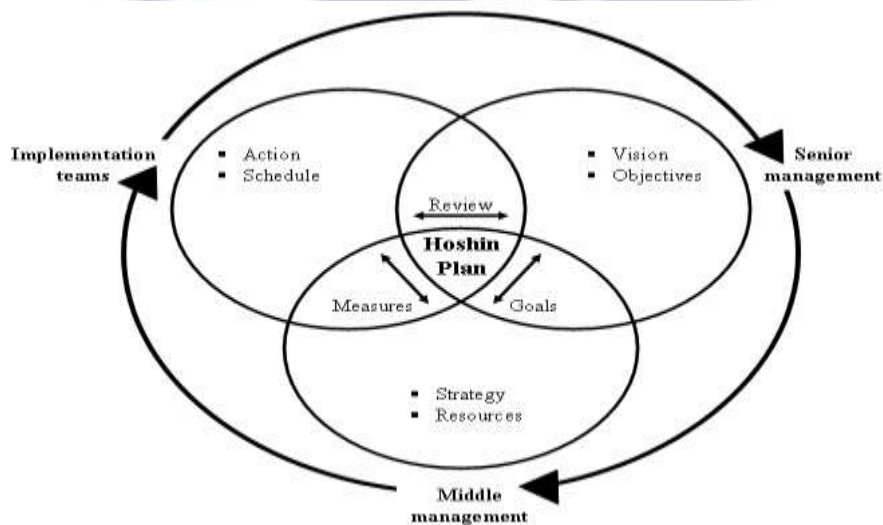 Implementation
teams
▪ Action
▪ Schedule
▪ Vision
▪ Objectives
Senior
management
Review
Hoshin
Plan
Measures
Goals
▪ Strategy
▪ Resources
Middle
management